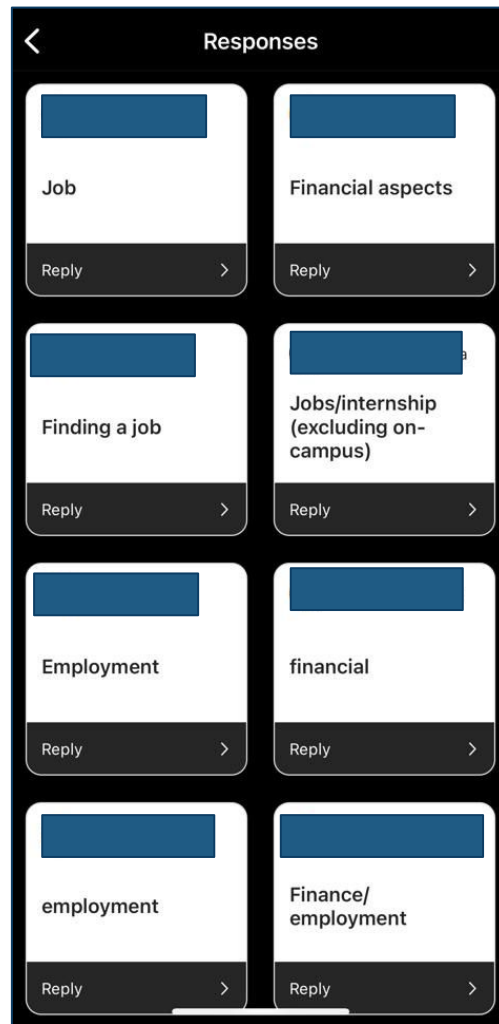 Responses
Job
Financial aspects
Reply
Reply
Finding a job
Jobs/internship
(excluding on-
campus)
Reply
Reply
Employment
financial
Reply
Reply
employment
Finance/
employment
Reply
Reply